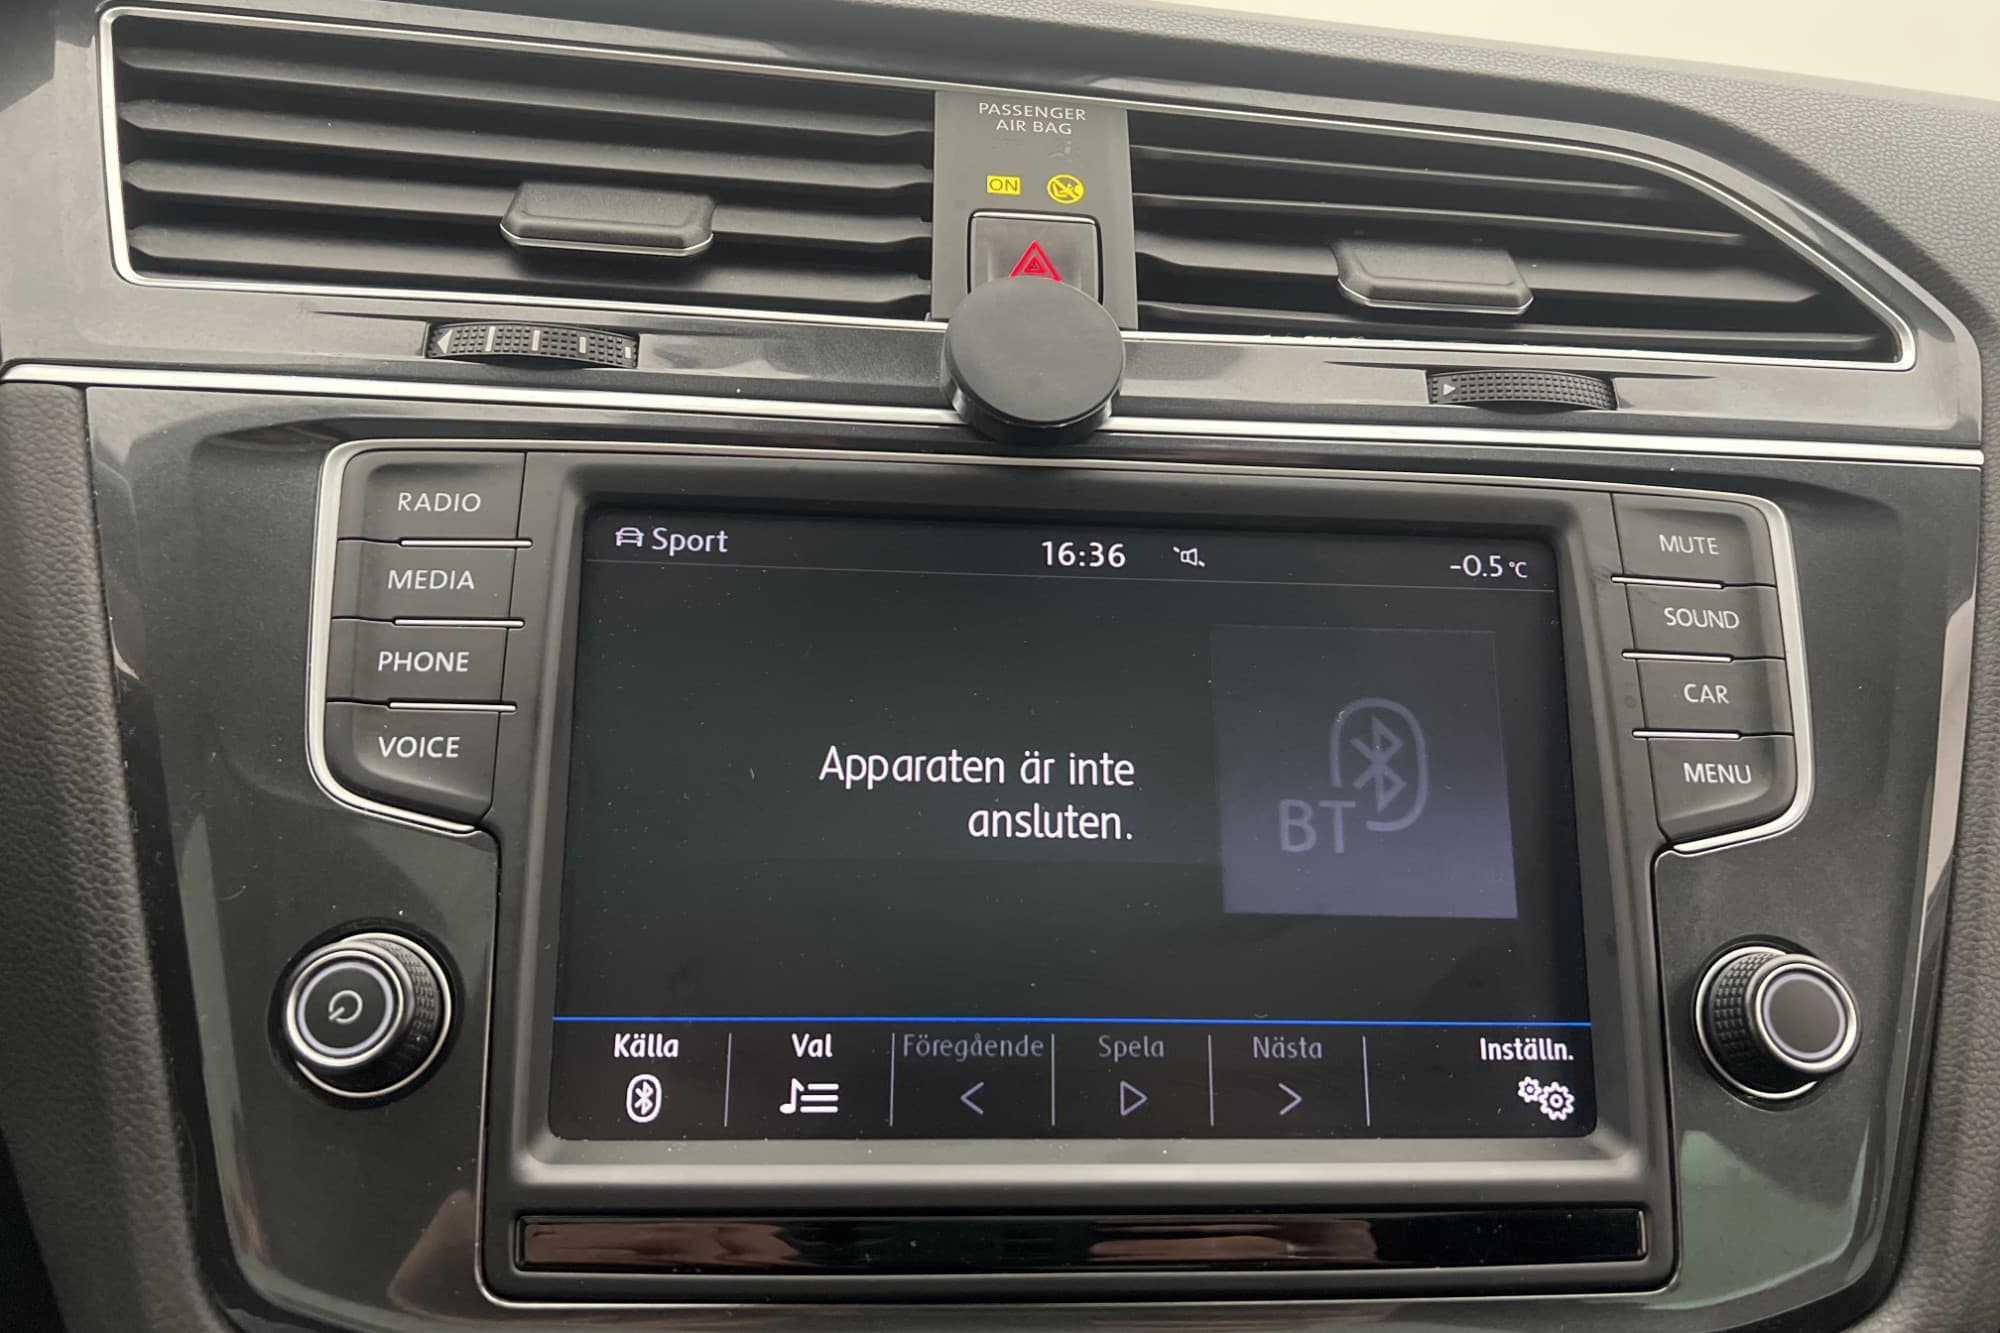 PASSENGER
AIR BAG
ON
RADIO
MEDIA
PHONE
VOICE
Sport
16:36
-0.5°C
Apparaten är inte
ansluten.
BT
Källa
Val
Föregående
Spela
Nästa
Inställn.
MUTE
SOUND
CAR
MENU